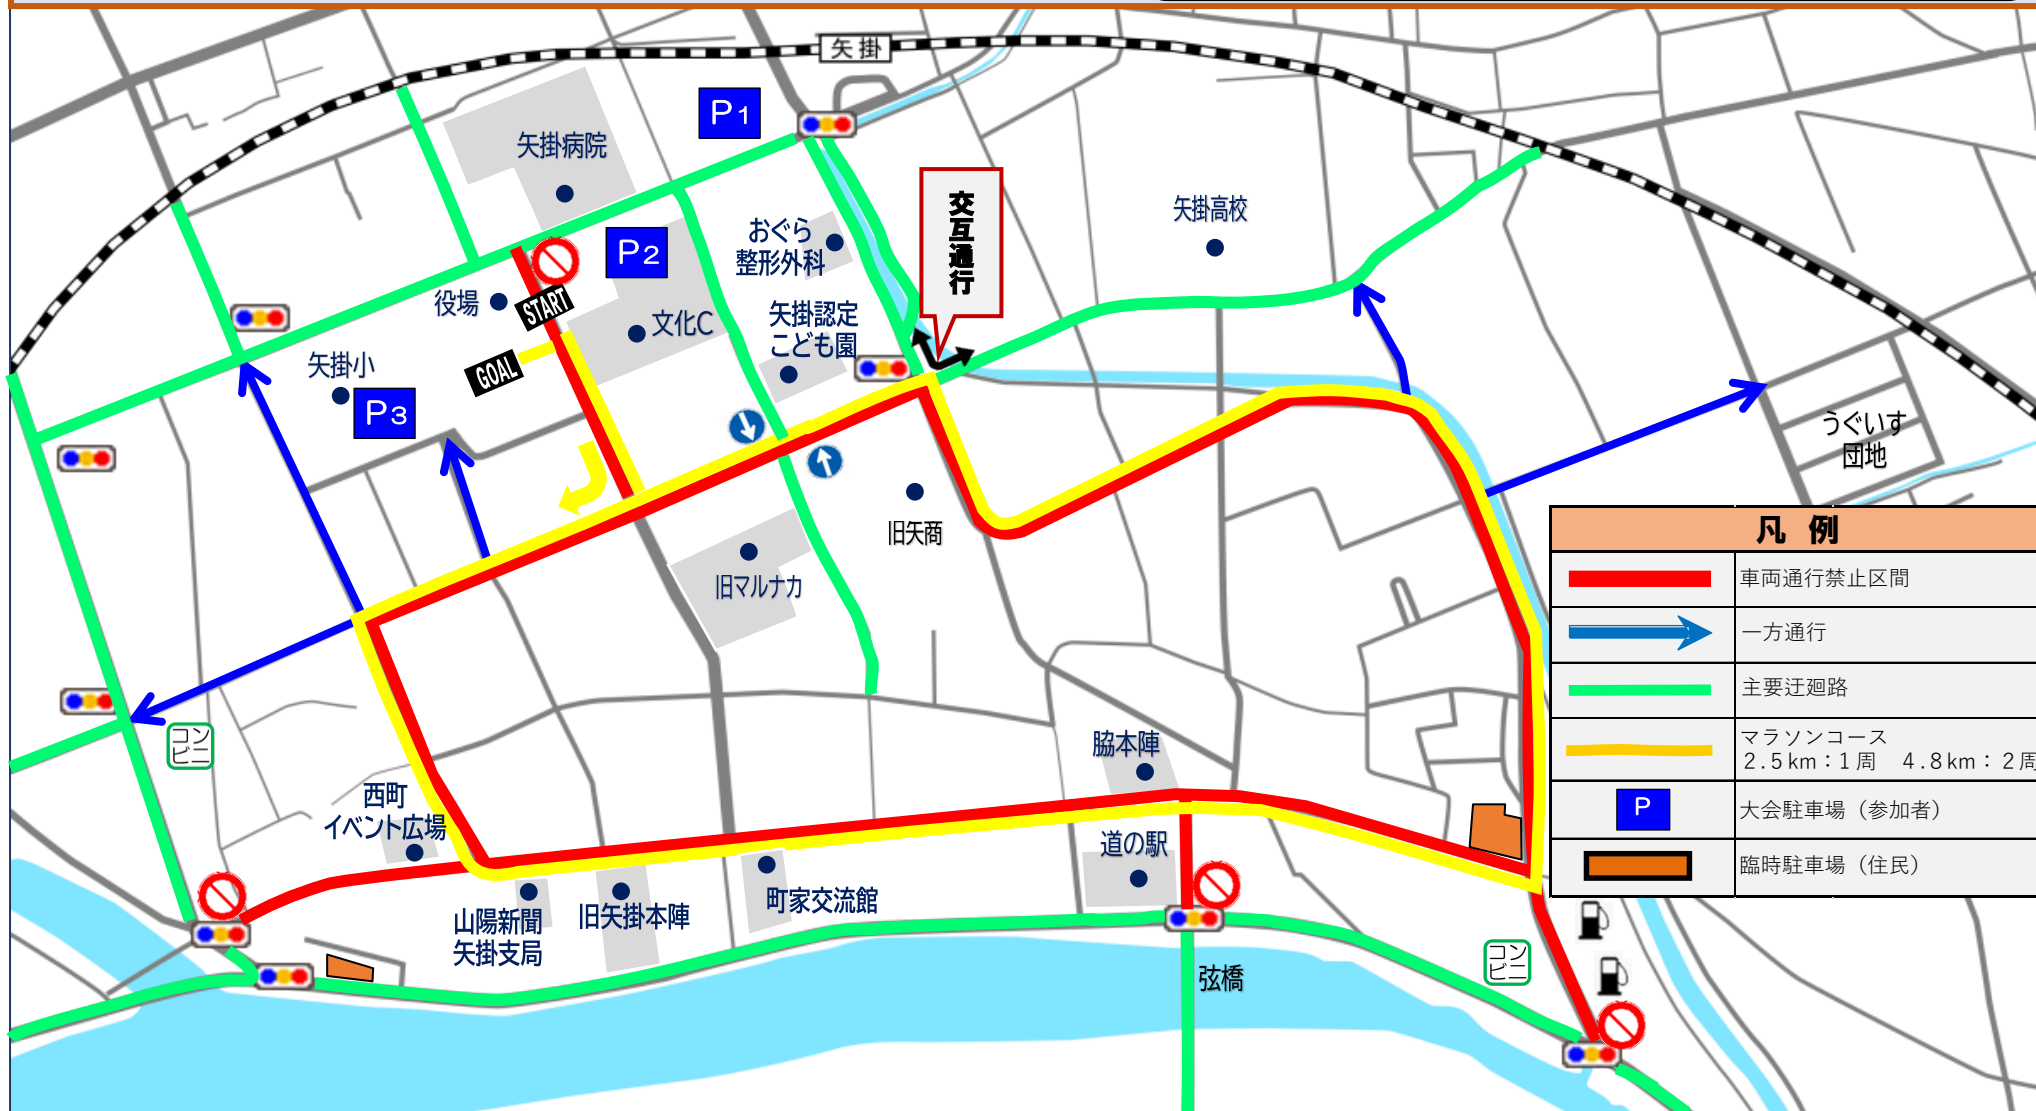 矢掛
P1
矢掛病院
交互通行
矢掛高校
P2
おぐら
整形外科
役場
START
文化C
矢掛認定
こども園
矢掛小
GOAL
P3
うぐいす
団地
旧矢商
旧マルナカ
コン
ビニ
脇本陣
西町
イベント広場
道の駅
町家交流館
旧矢掛本陣
山陽新聞
矢掛支局
弦橋
コン
ビニ
凡 例
車両通行禁止区間
一方通行
主要迂廻路
マラソンコース
2.5km：1周 4.8km：2周
P
大会駐車場（参加者）
臨時駐車場（住民）